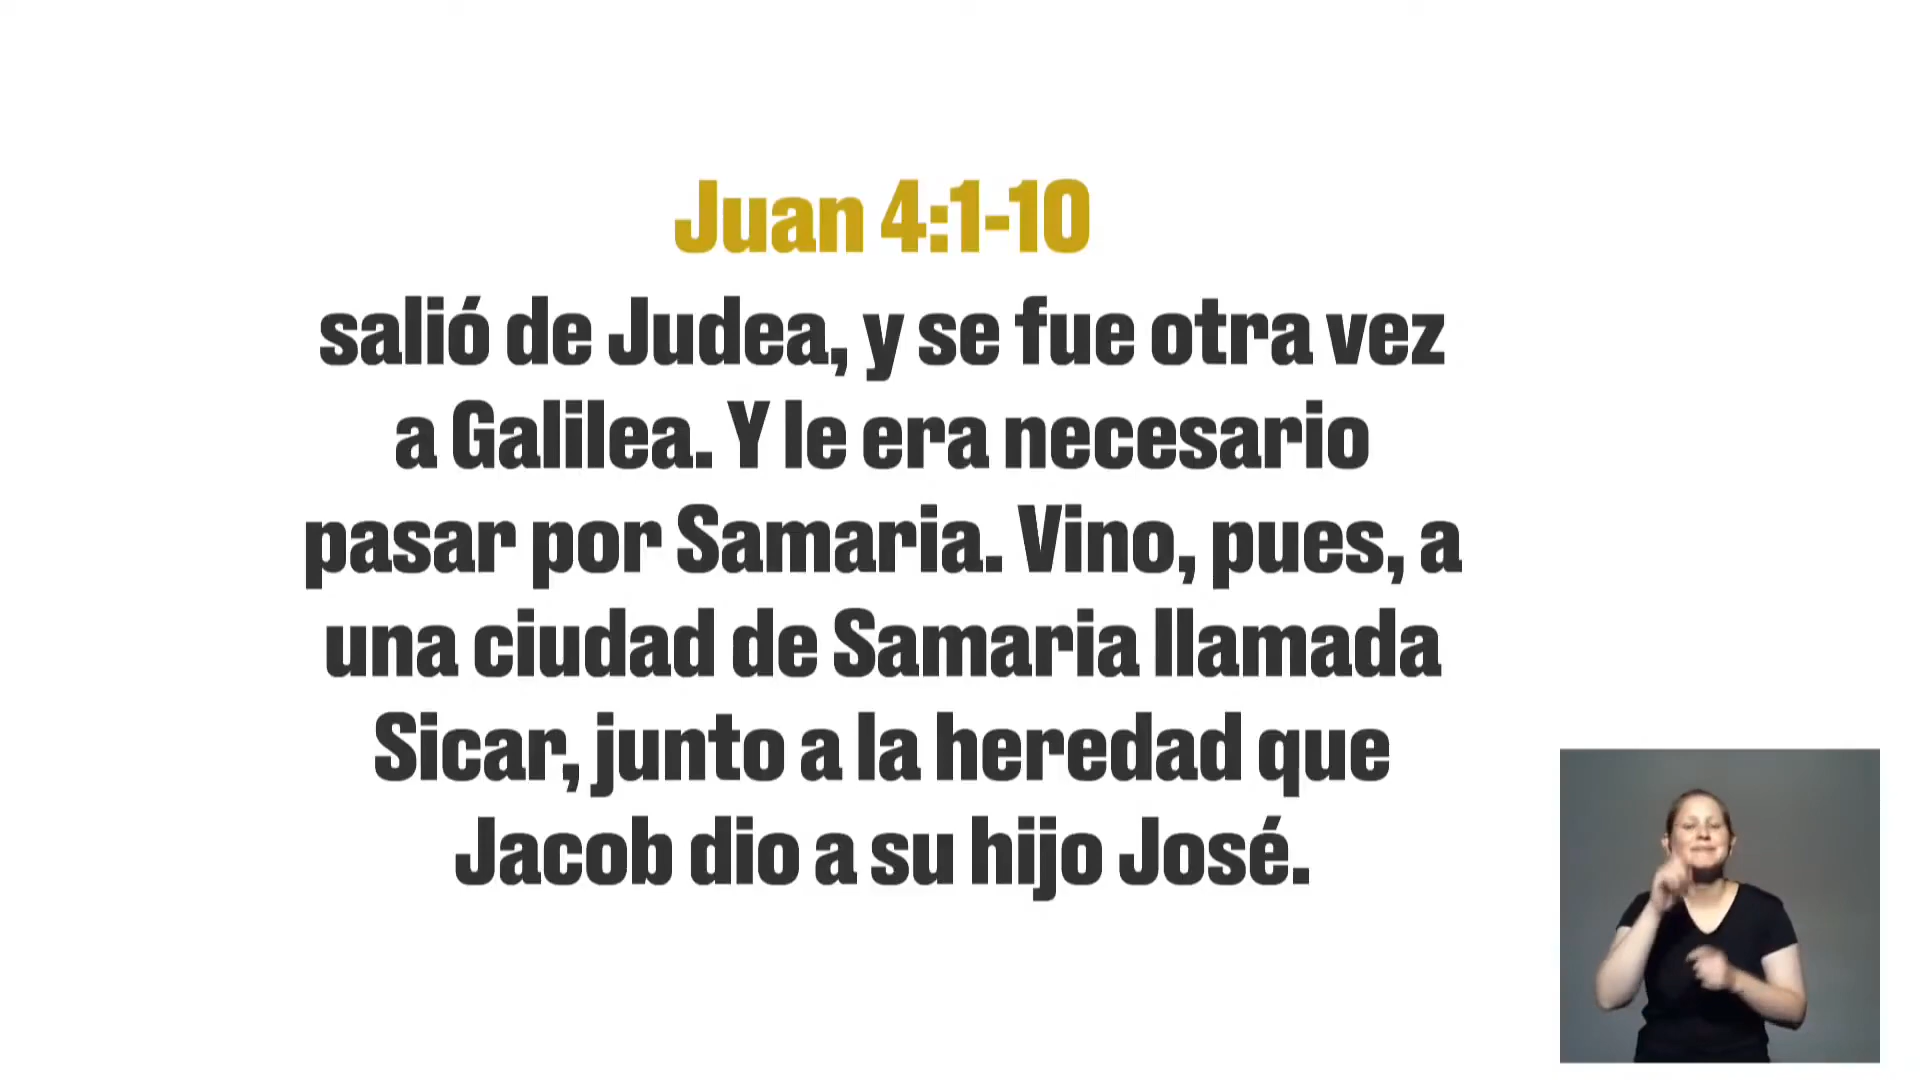 Juan 4:1-10
salió de Judea, y se fue otra vez
a Galilea. Y le era necesario
pasar por Samaria. Vino, pues, a
una ciudad de Samaria llamada
Sicar, junto a la heredad que
Jacob dio a su hijo José.